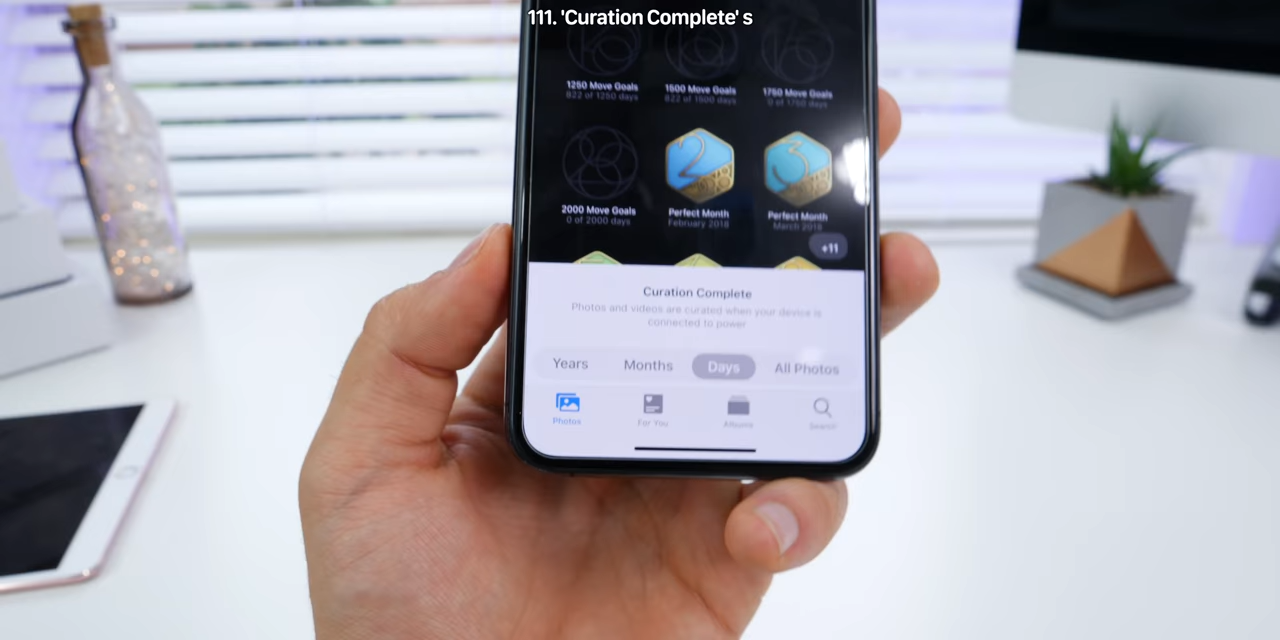 111. 'Curation Complete' s
1250 Move Goals
1500 Move Goals
1750 Move Goals
822 of 1250 days
822 of 1500 days
0 of 1750 days
2
3
2000 Move Goals
Perfect Month
Perfect Month
0 of 2000 days
February 2018
March 2018
+11
Curation Complete
Photos and videos are curated when your device is
connected to power
Years
Months
Days
All Photos
Photos
For You
Albums
Search